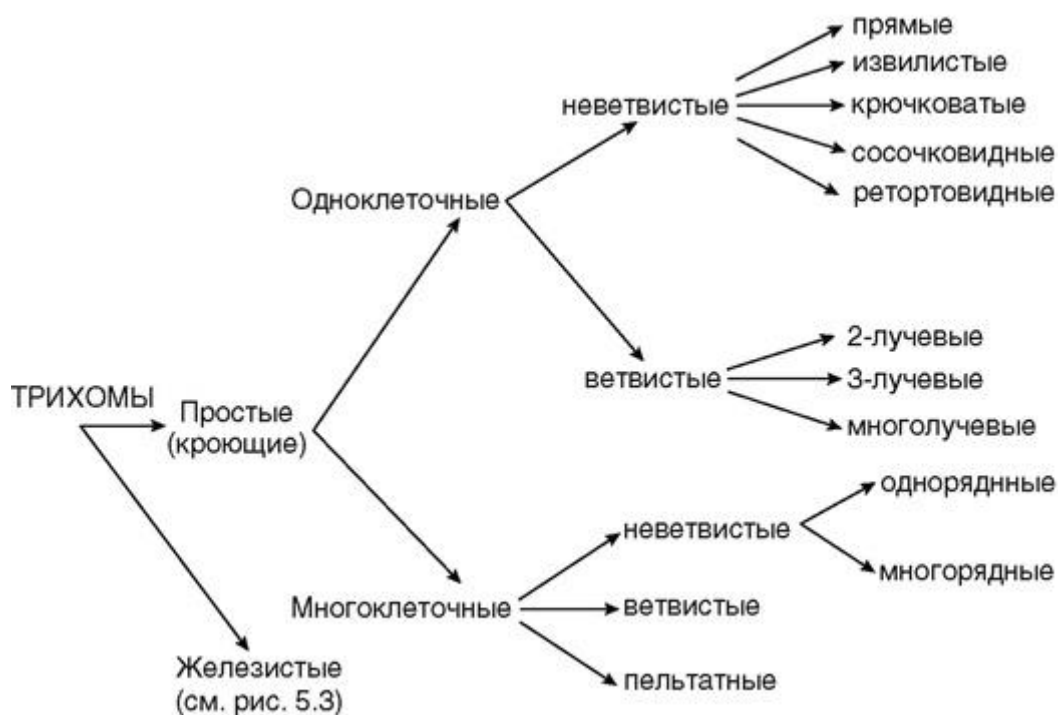 прямые
извилистые
неветвистые
крючковатые
сосочковидные
Одноклеточные
ретортовидные
2-лучевые
ветвистые
3-лучевые
ТРИХОМЫ
Простые
(кроющие)
многолучевые
одноряднные
неветвистые
многорядные
Многоклеточные
ветвистые
Железистые
(см. рис. 5.3)
пельтатные